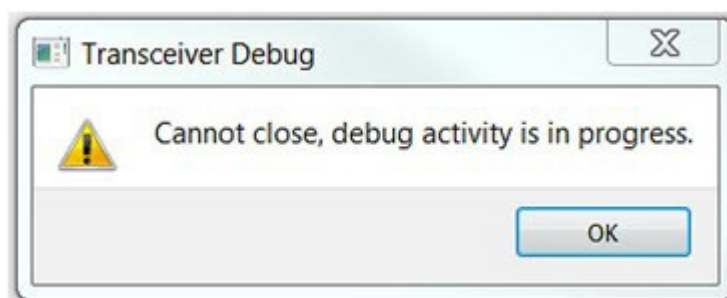 Transceiver Debug
Cannot close, debug activity is in progress.
OK